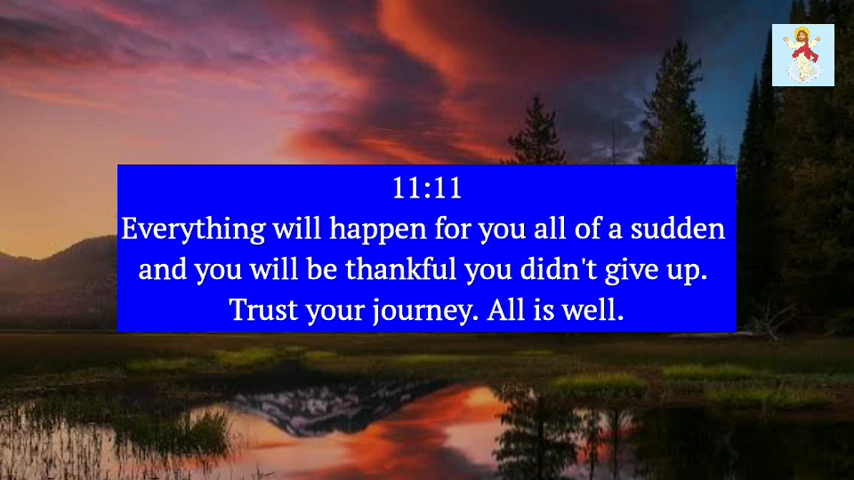 11:11
Everything will happen for you all of a sudden
and you will be thankful you didn't give up.
Trust your journey. All is well.